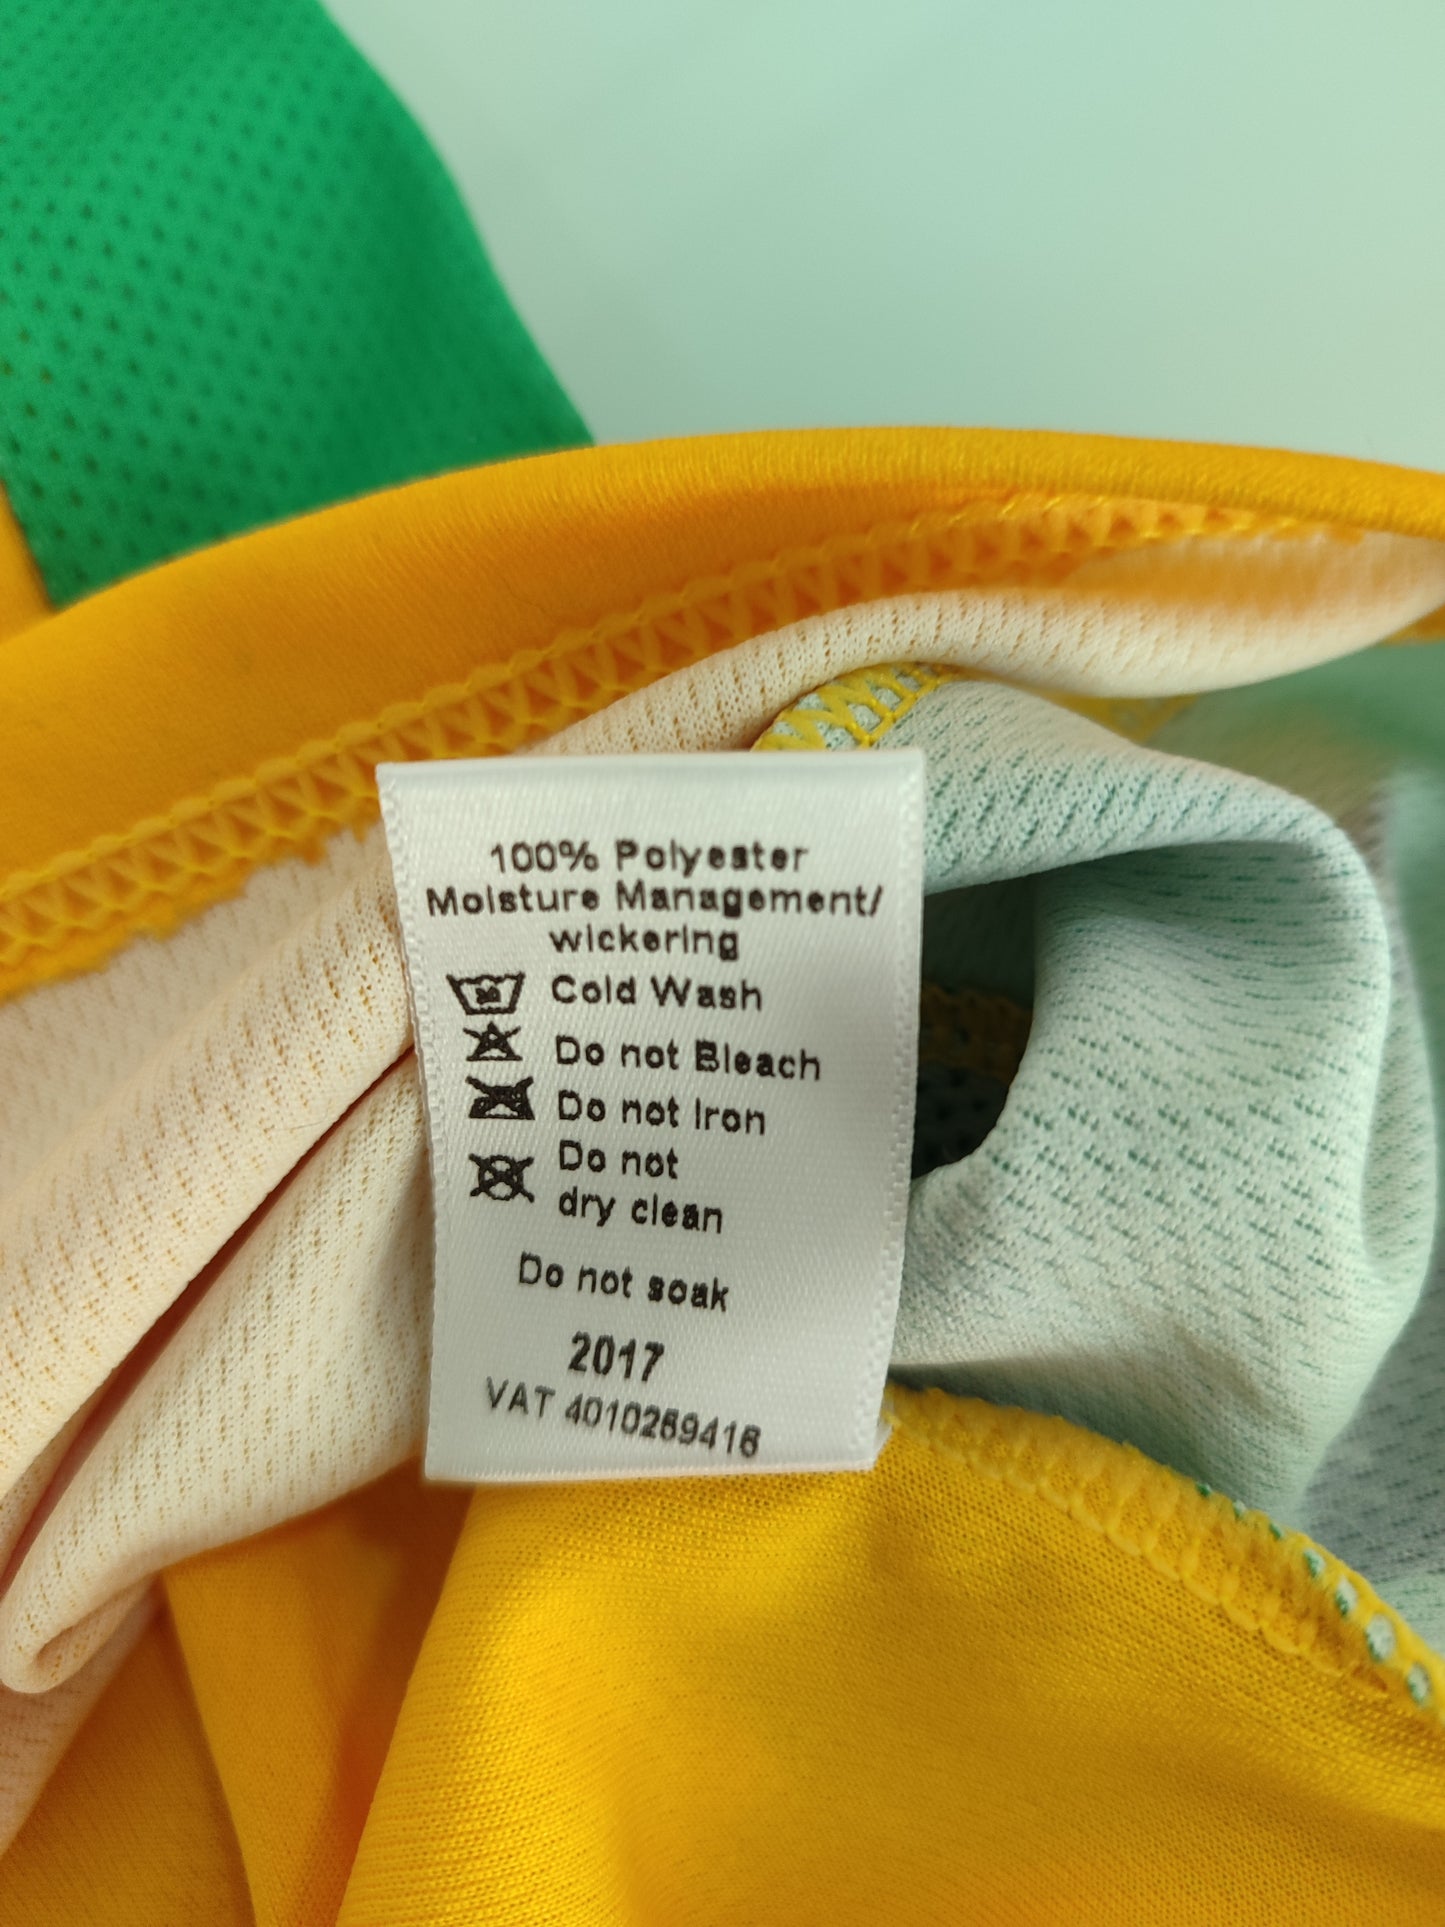 100% Polyester
Moisture Management/
wickering
30 Cold Wash
Do not Bleach
Do not Iron
Do not
dry clean
Do not soak
2017
VAT 4010269416